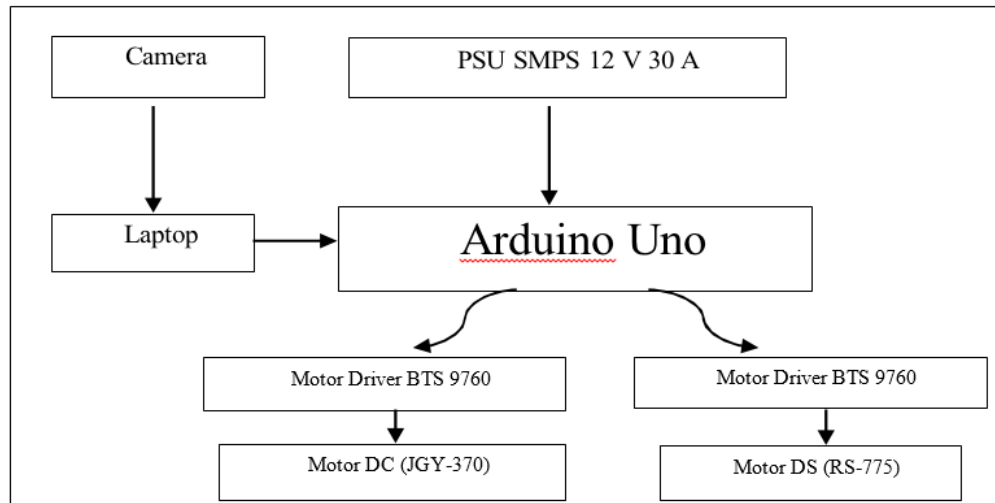 Camera
PSU SMPS 12 V 30 A
Laptop
Arduino Uno
Motor Driver BTS 9760
Motor Driver BTS 9760
Motor DC (JGY-370)
Motor DS (RS-775)